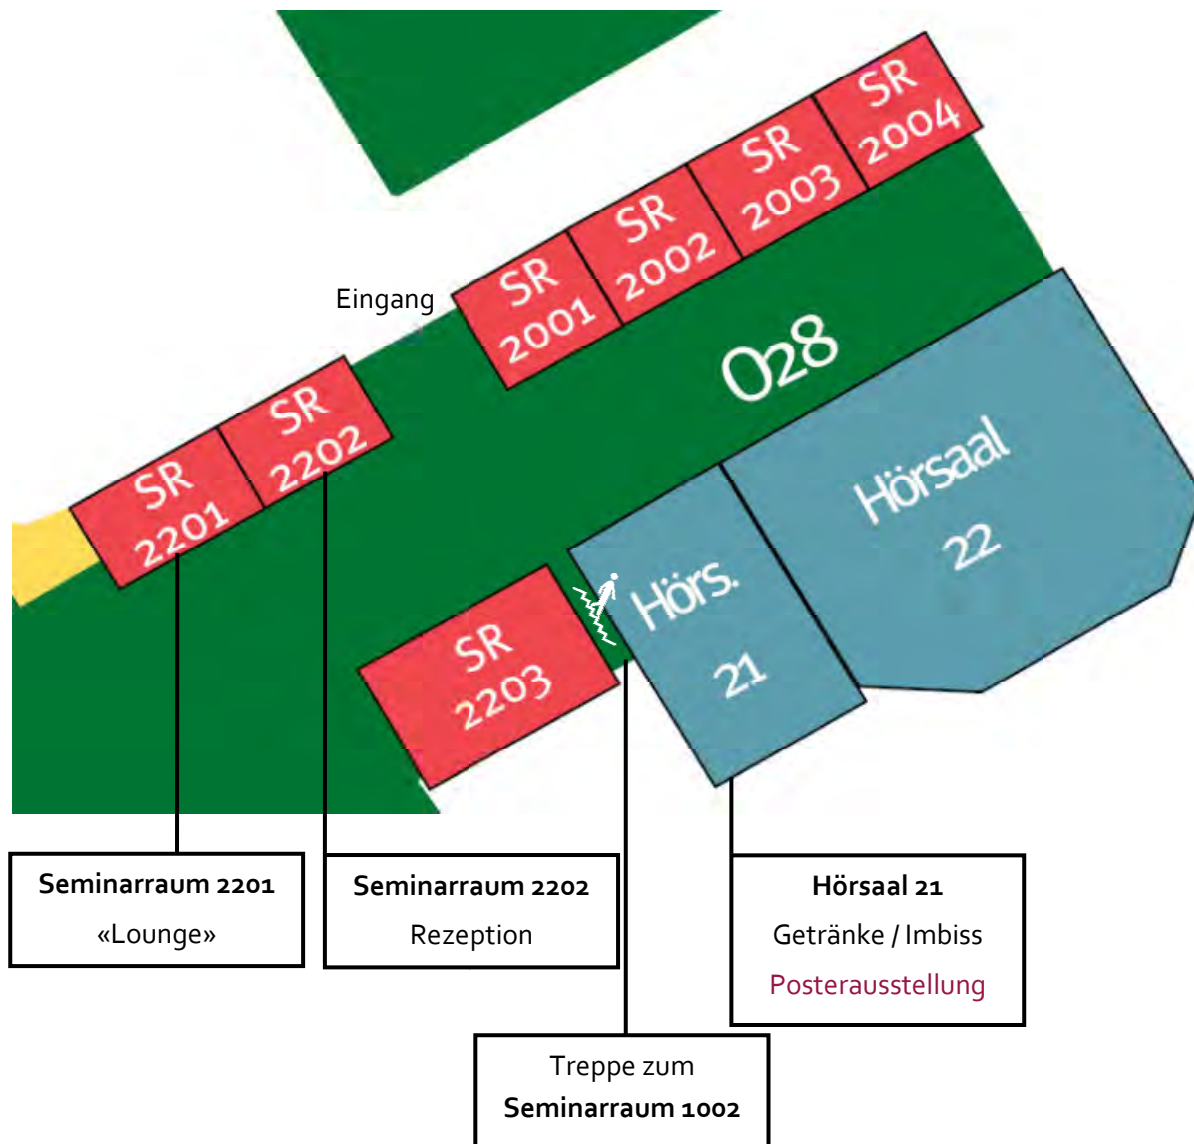 SR
2004
SR
2003
SR
2002
SR
2001
Eingang
O28
SR
2202
SR
2201
Hörsaal
22
Hörs.
21
SR
2203
Seminarraum 2201
«Lounge»
Seminarraum 2202
Rezeption
Hörsaal 21
Getränke / Imbiss
Posterausstellung
Treppe zum
Seminarraum 1002